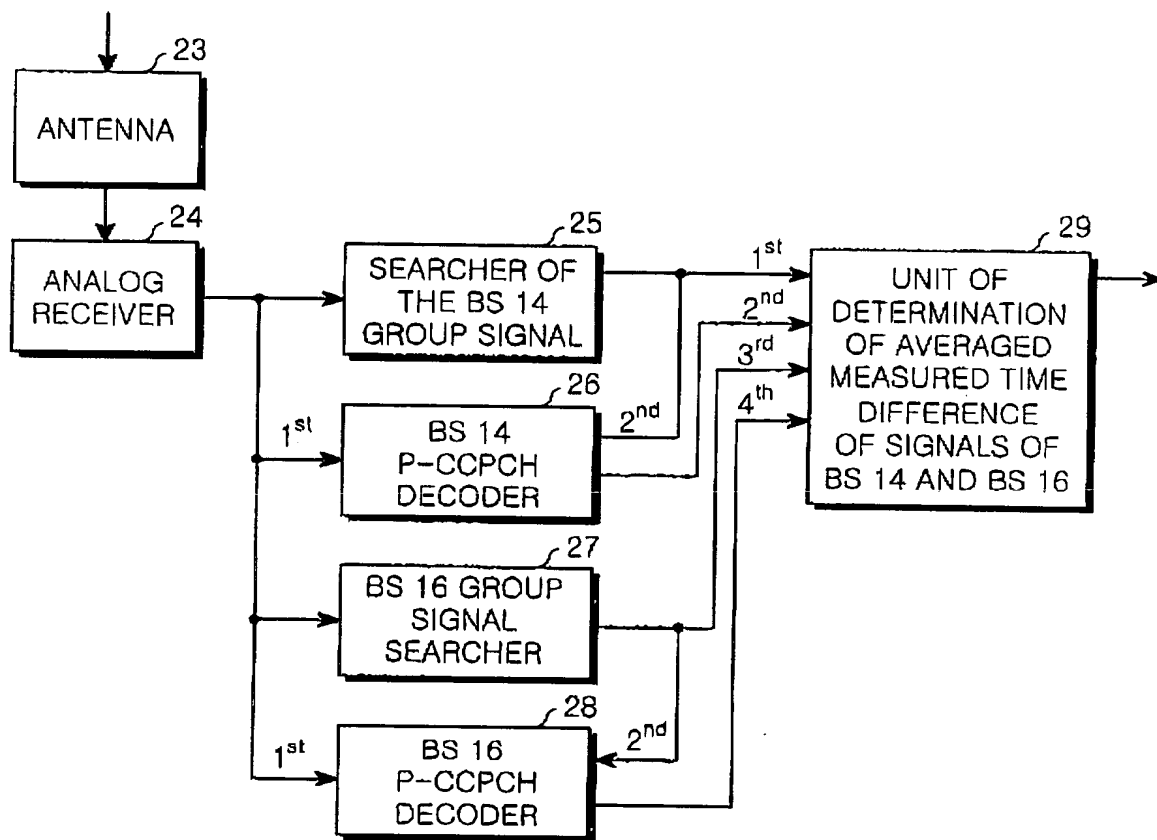 23
ANTENNA
24
ANALOG
RECEIVER
25
SEARCHER OF
THE BS 14
GROUP SIGNAL
1st
26
BS 14
P-CCPCH
DECODER
2nd
27
BS 16 GROUP
SIGNAL
SEARCHER
1st
28
BS 16
P-CCPCH
DECODER
2nd
1st
2nd
3rd
4th
29
UNIT OF
DETERMINATION
OF AVERAGED
MEASURED TIME
DIFFERENCE
OF SIGNALS OF
BS 14 AND BS 16